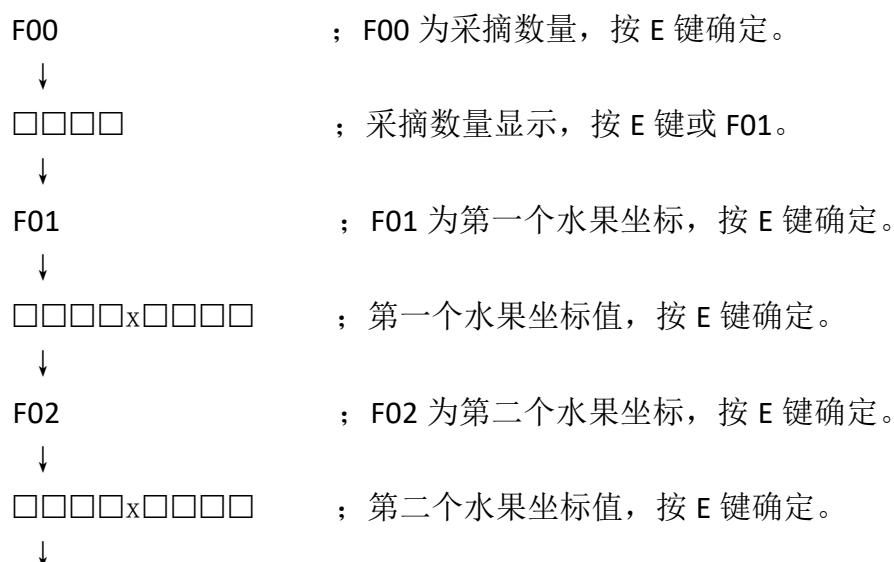 F00 ；F00 为采摘数量，按 E 键确定。
↓
□□□□ ；采摘数量显示，按 E 键或 F01。
↓
F01 ；F01 为第一个水果坐标，按 E 键确定。
↓
□□□□x□□□□ ；第一个水果坐标值，按 E 键确定。
↓
F02 ；F02 为第二个水果坐标，按 E 键确定。
↓
□□□□x□□□□ ；第二个水果坐标值，按 E 键确定。
↓